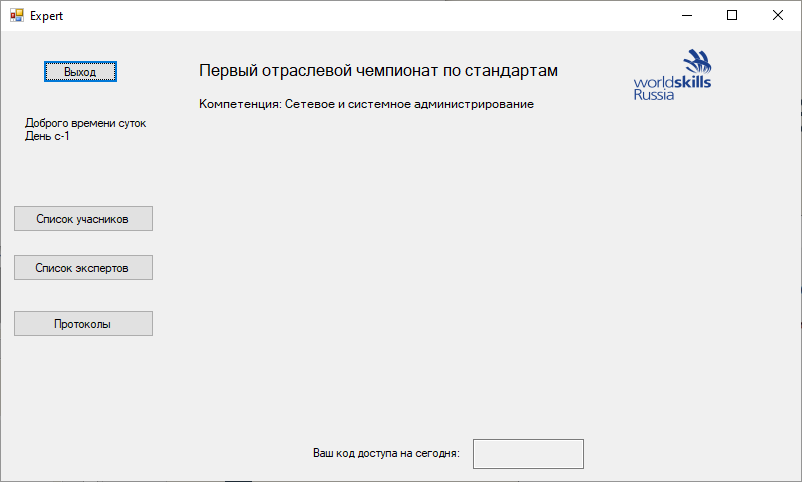 Expert
Выход
Первый отраслевой чемпионат по стандартам
worldskills
Russia
Компетенция: Сетевое и системное администрирование
Доброго времени суток
День с-1
Список учасников
Список экспертов
Протоколы
Ваш код доступа на сегодня: